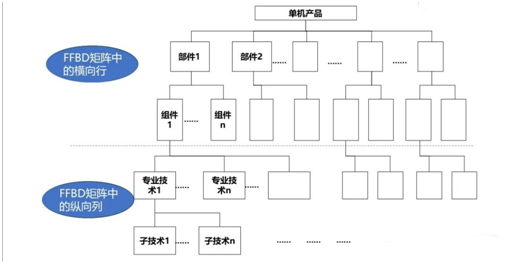 单机产品
FFBD矩阵中
的横向行
部件1
部件2
......
......
......
组件
1
......
组件
n
FFBD矩阵中
的纵向列
专业技
术1
......
专业技
术n
......
子技术1
......
子技术n
......
......
......